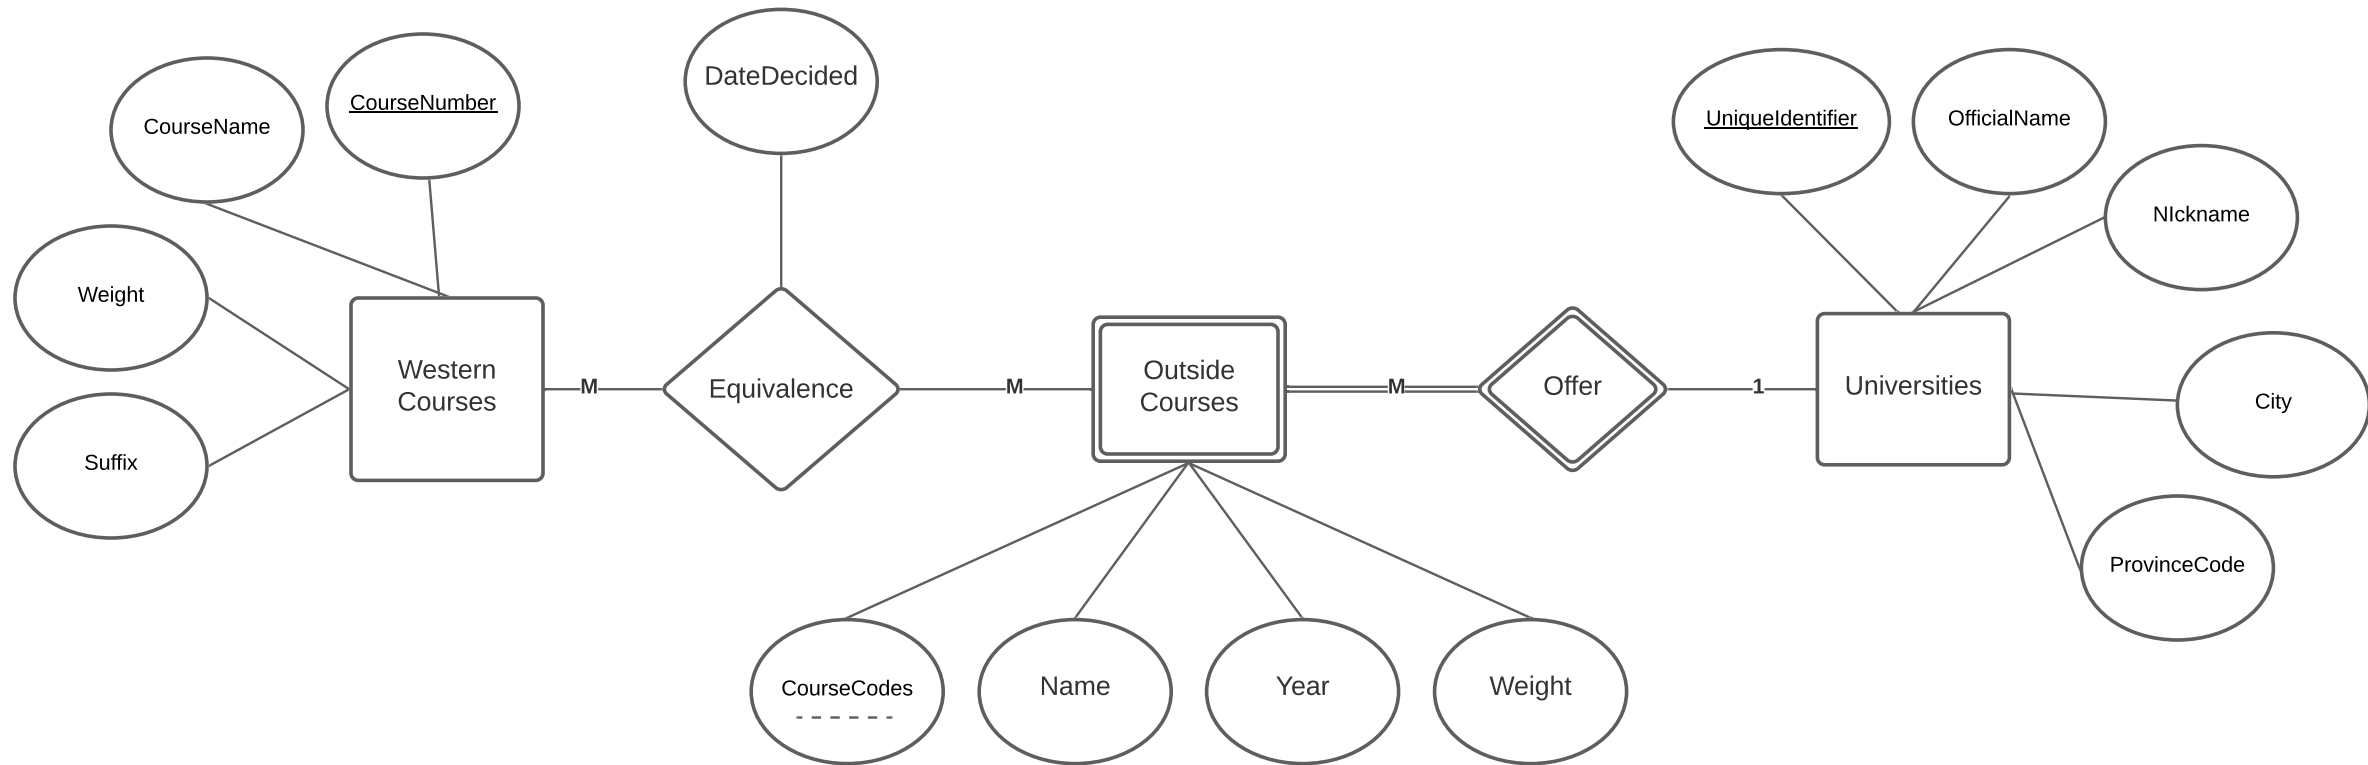 DateDecided
CourseNumber
CourseName
UniqueIdentifier
OfficialName
NIckname
Weight
Western
Courses
M
Equivalence
M
Outside
Courses
M
Offer
1
Universities
City
Suffix
ProvinceCode
CourseCodes
Name
Year
Weight